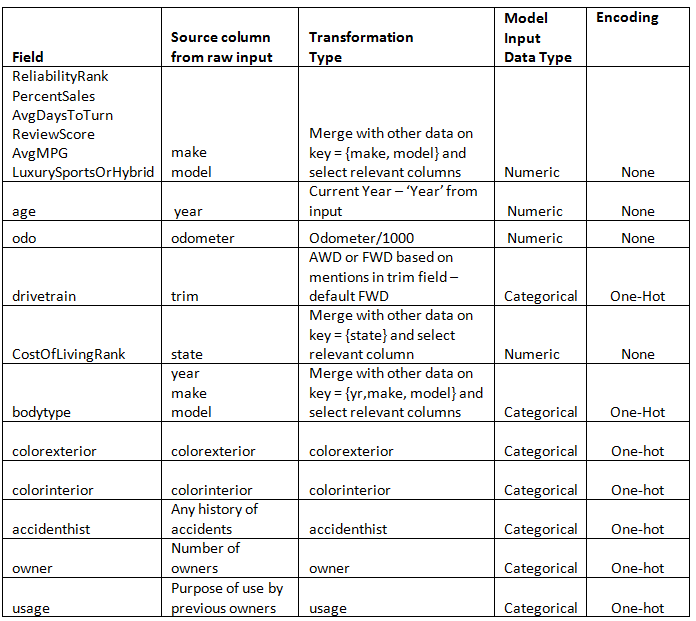 Field Source column from raw input Transformation Type Model Input Data Type Encoding
ReliabilityRank
PercentSales
AvgDaysToTurn
ReviewScore
AvgMPG
LuxurySportsOrHybrid
make
model
Merge with other data on
key = {make, model} and
select relevant columns
Numeric
None
age
year
Current Year – ‘Year’ from
input
Numeric
None
odo
odometer
Odometer/1000
Numeric
None
drivetrain
trim
AWD or FWD based on
mentions in trim field –
default FWD
Categorical
One-Hot
CostOfLivingRank
state
Merge with other data on
key = {state} and select
relevant column
Numeric
None
bodytype
year
make
model
Merge with other data on
key = {yr,make, model} and
select relevant columns
Categorical
One-Hot
colorexterior
colorexterior
colorexterior
Categorical
One-hot
colorinterior
colorinterior
colorinterior
Categorical
One-hot
accidenthist
Any history of
accidents
accidenthist
Categorical
One-hot
owner
Number of
owners
owner
Categorical
One-hot
usage
Purpose of use by
previous owners
usage
Categorical
One-hot